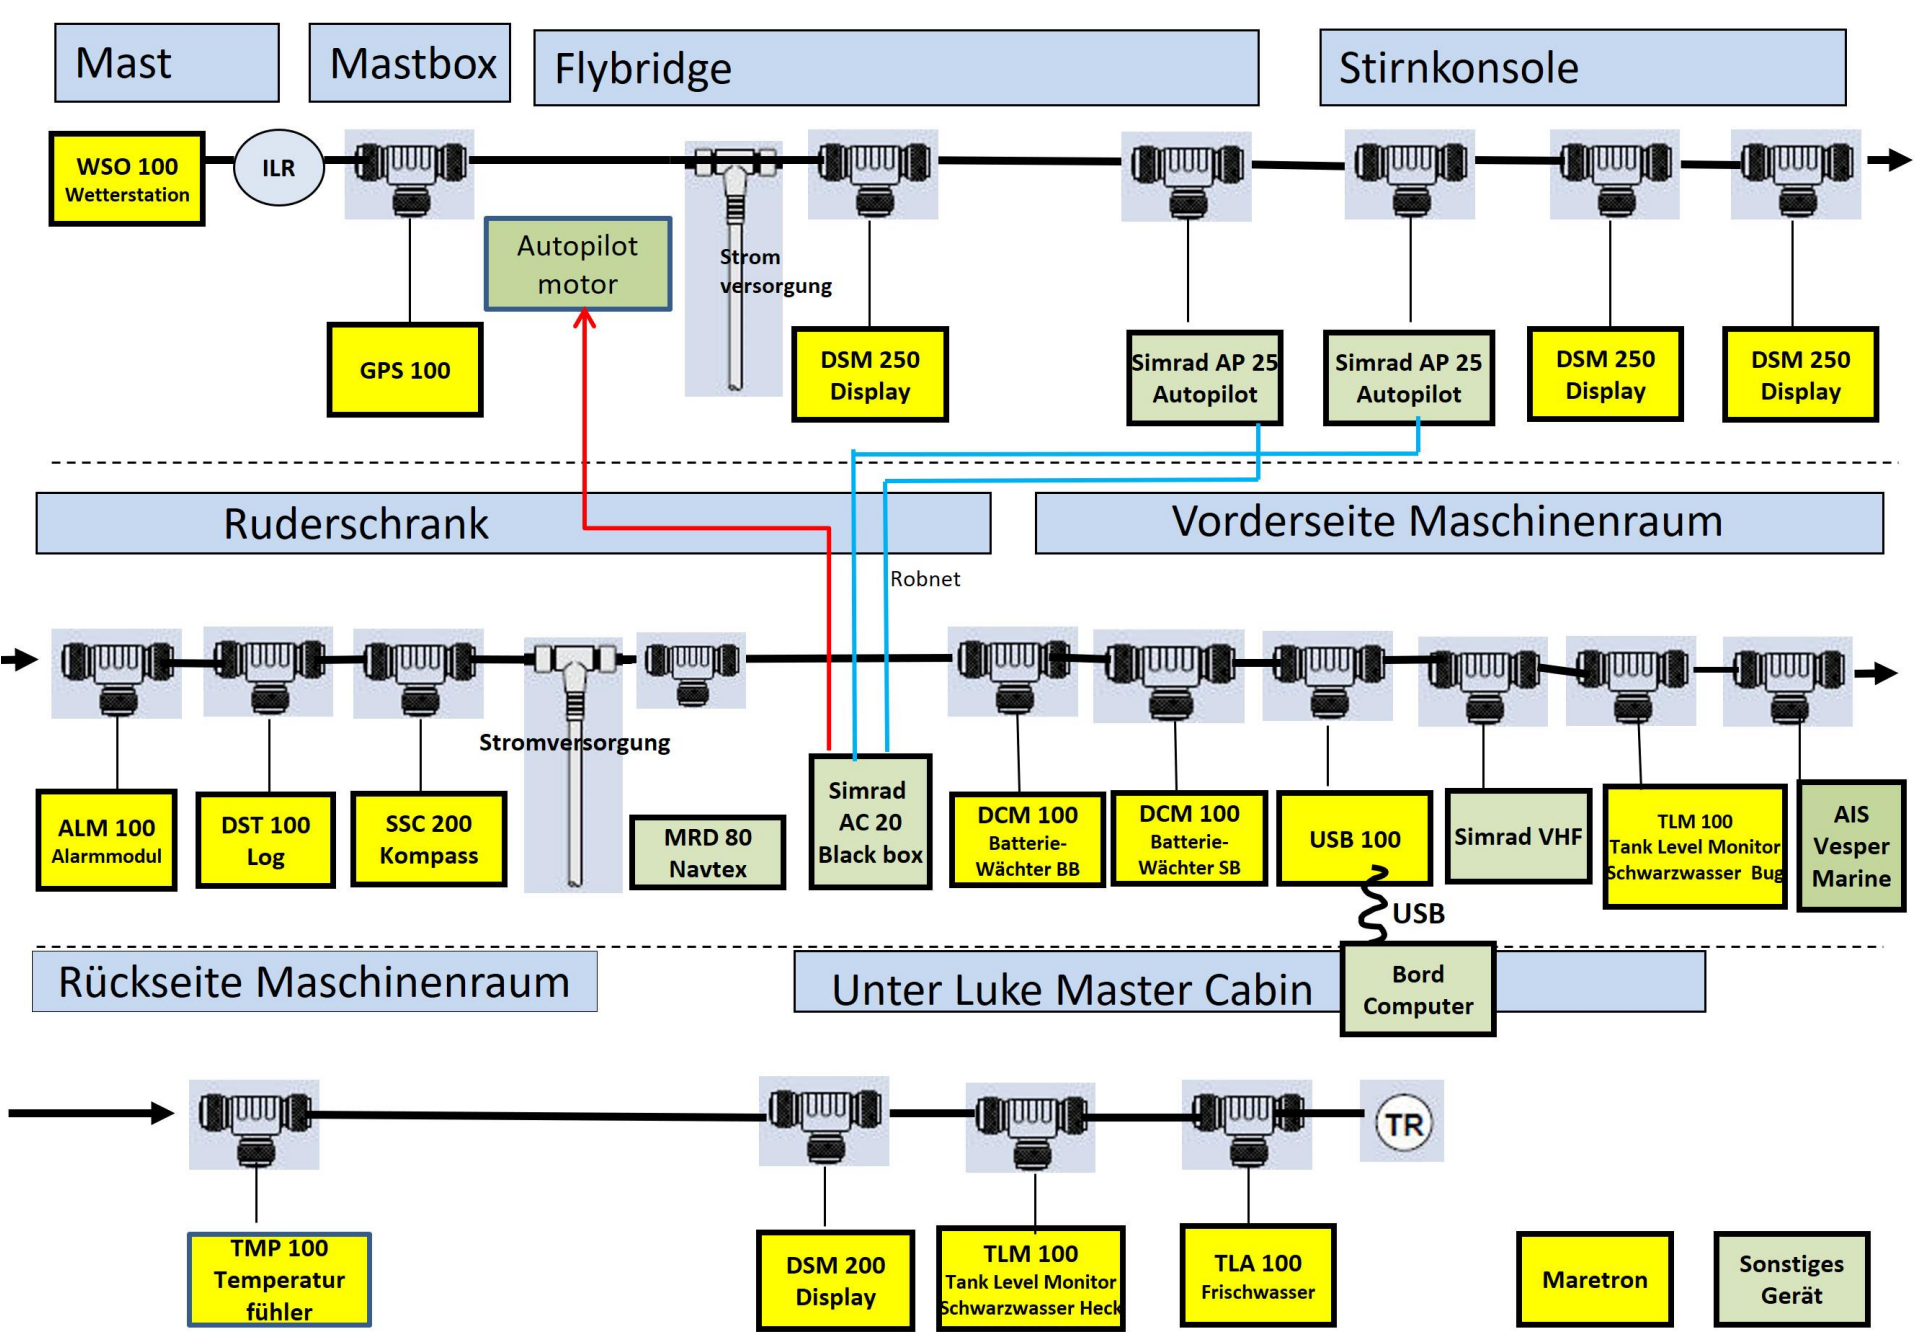 Mast
Mastbox
Flybridge
Stirnkonsole
WSO 100
Wetterstation
ILR
Autopilot
motor
Strom
versorgung
GPS 100
DSM 250
Display
Simrad AP 25
Autopilot
Simrad AP 25
Autopilot
DSM 250
Display
DSM 250
Display
Ruderschrank
Vorderseite Maschinenraum
Robnet
Stromversorgung
ALM 100
Alarmmodul
DST 100
Log
SSC 200
Kompass
MRD 80
Navtex
Simrad
AC 20
Black box
DCM 100
Batterie-
Wächter BB
DCM 100
Batterie-
Wächter SB
USB 100
Simrad VHF
TLM 100
Tank Level Monitor
Schwarzwasser Bug
AIS
Vesper
Marine
USB
Rückseite Maschinenraum
Unter Luke Master Cabin
Bord
Computer
TR
TMP 100
Temperatur
fühler
DSM 200
Display
TLM 100
Tank Level Monitor
Schwarzwasser Heck
TLA 100
Frischwasser
Maretron
Sonstiges
Gerät